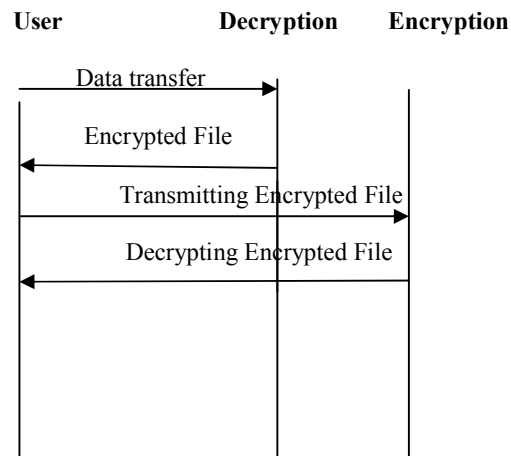 User Decryption Encryption
Data transfer
Encrypted File
Transmitting Encrypted File
Decrypting Encrypted File